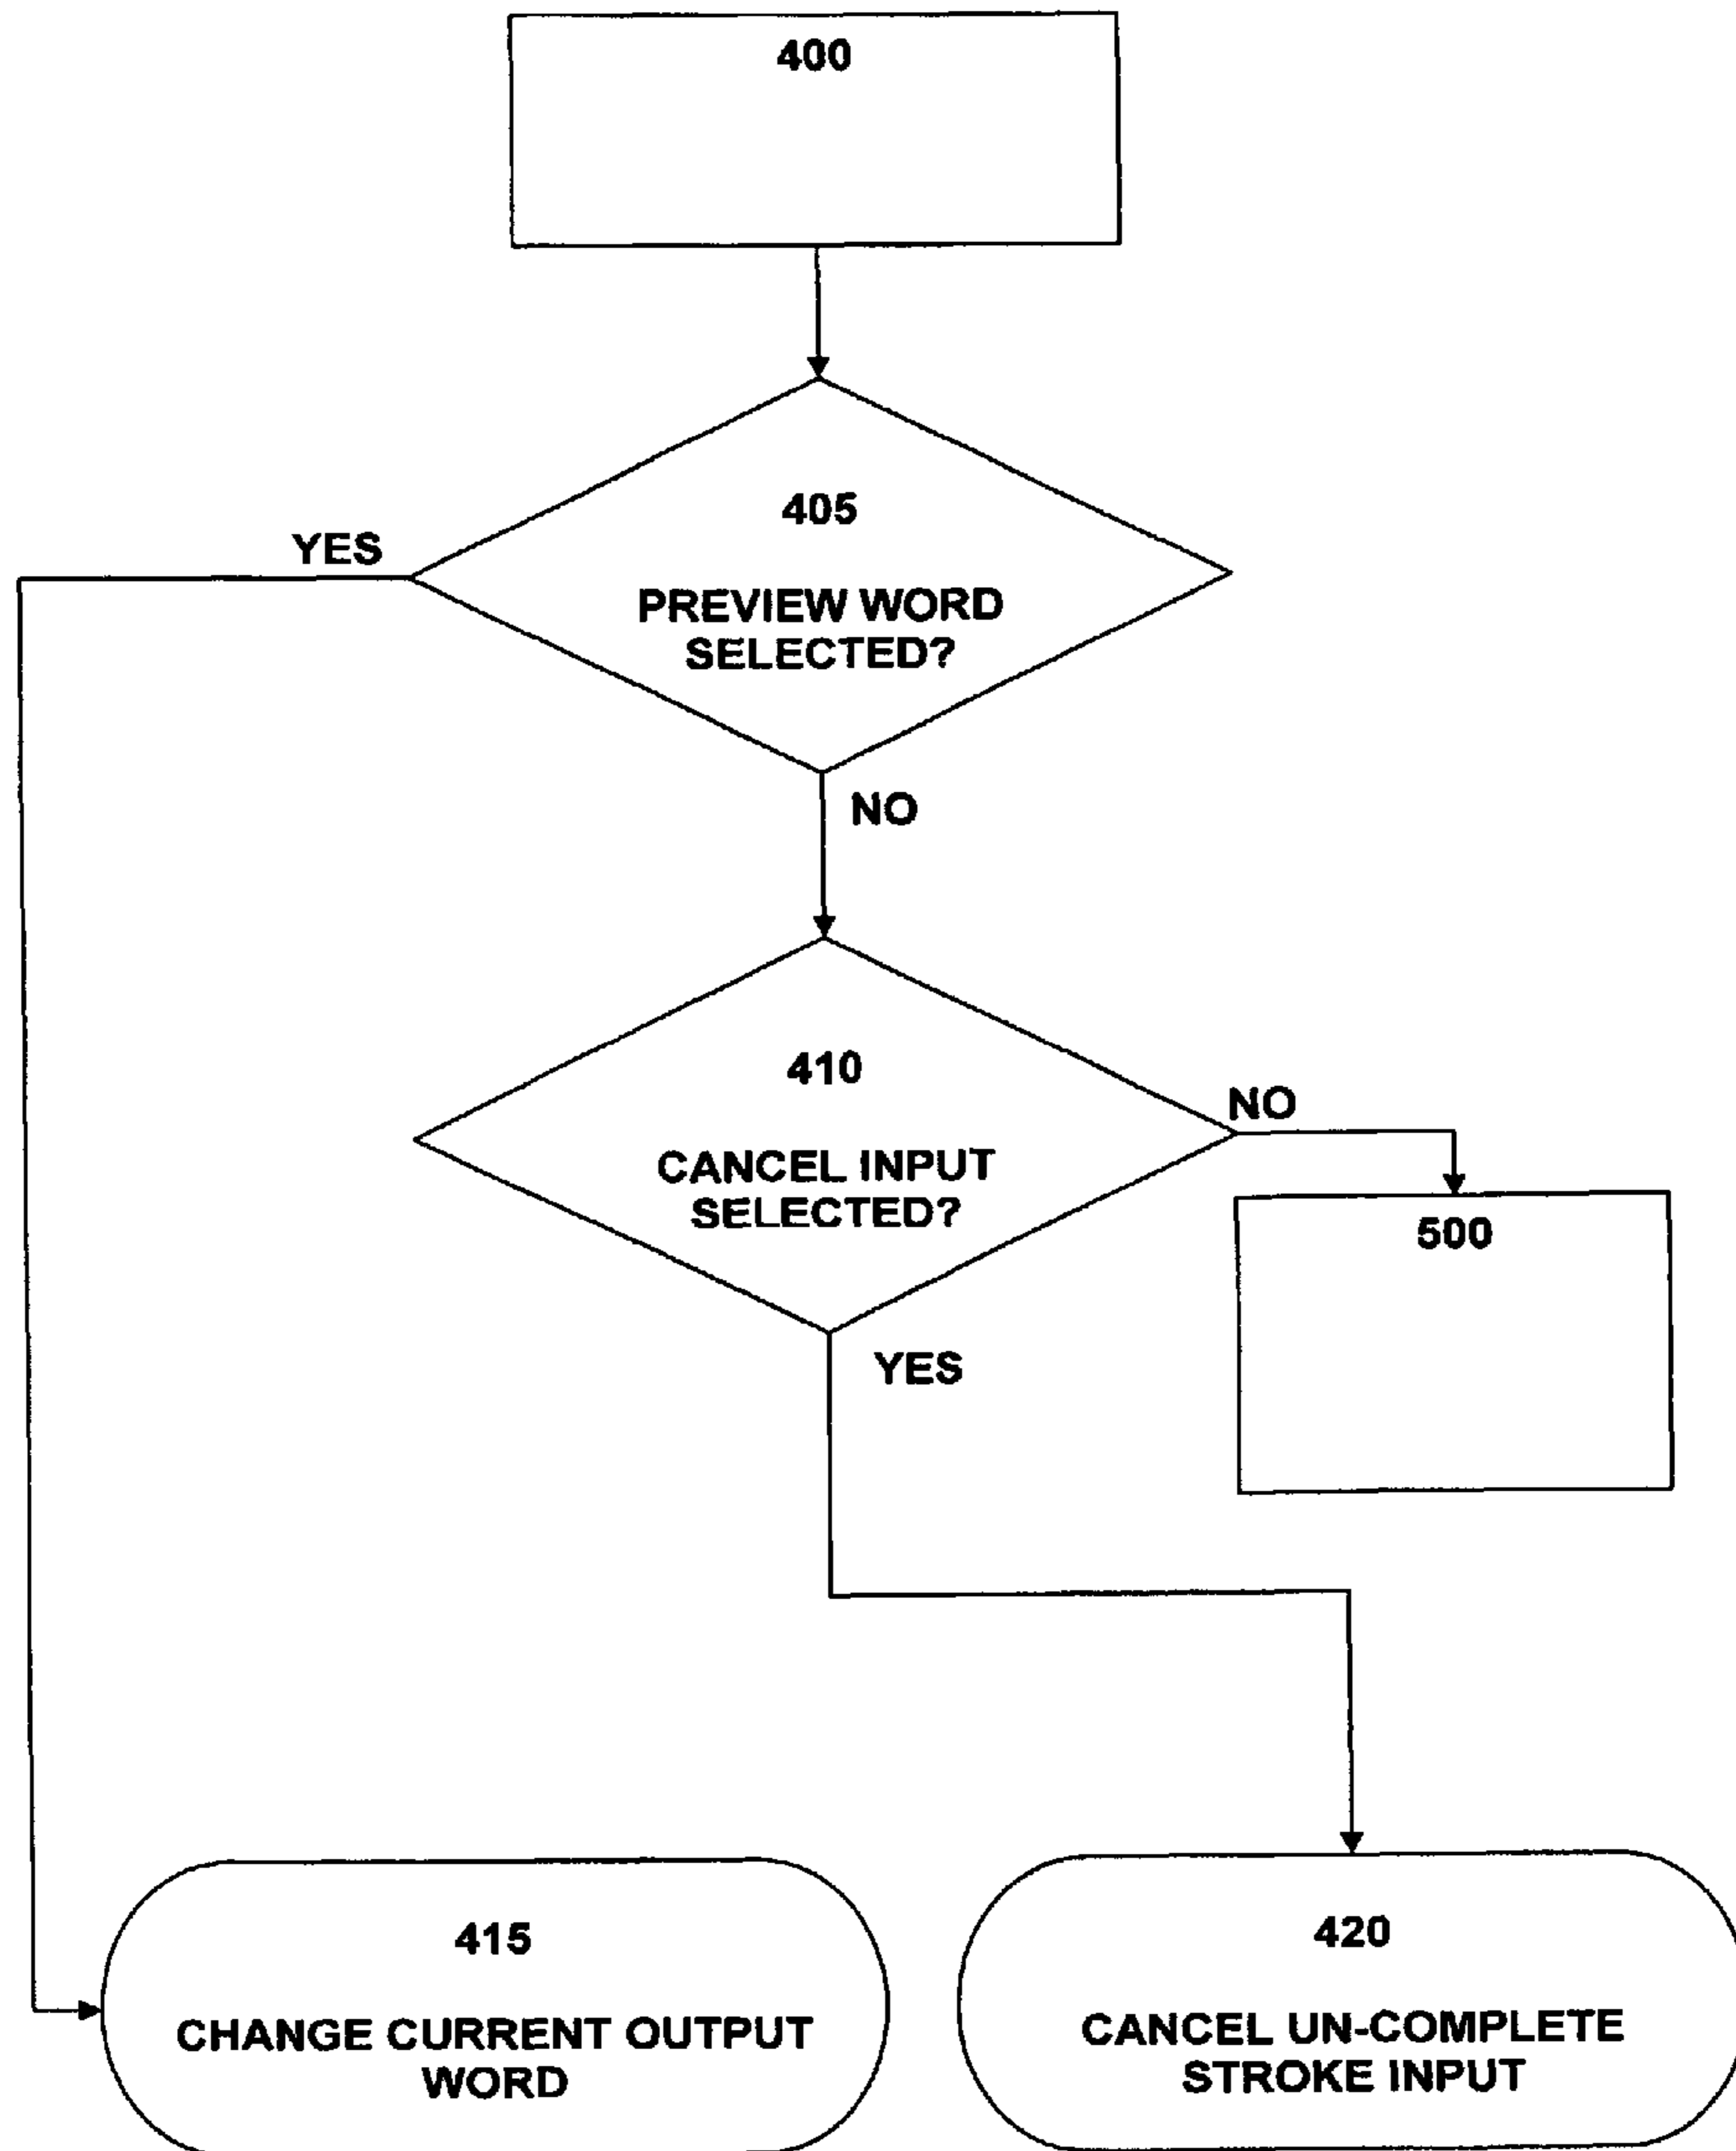 400
405
YES
PREVIEW WORD
SELECTED?
NO
410
NO
CANCEL INPUT
SELECTED?
500
YES
415
CHANGE CURRENT OUTPUT
WORD
420
CANCEL UN-COMPLETE
STROKE INPUT